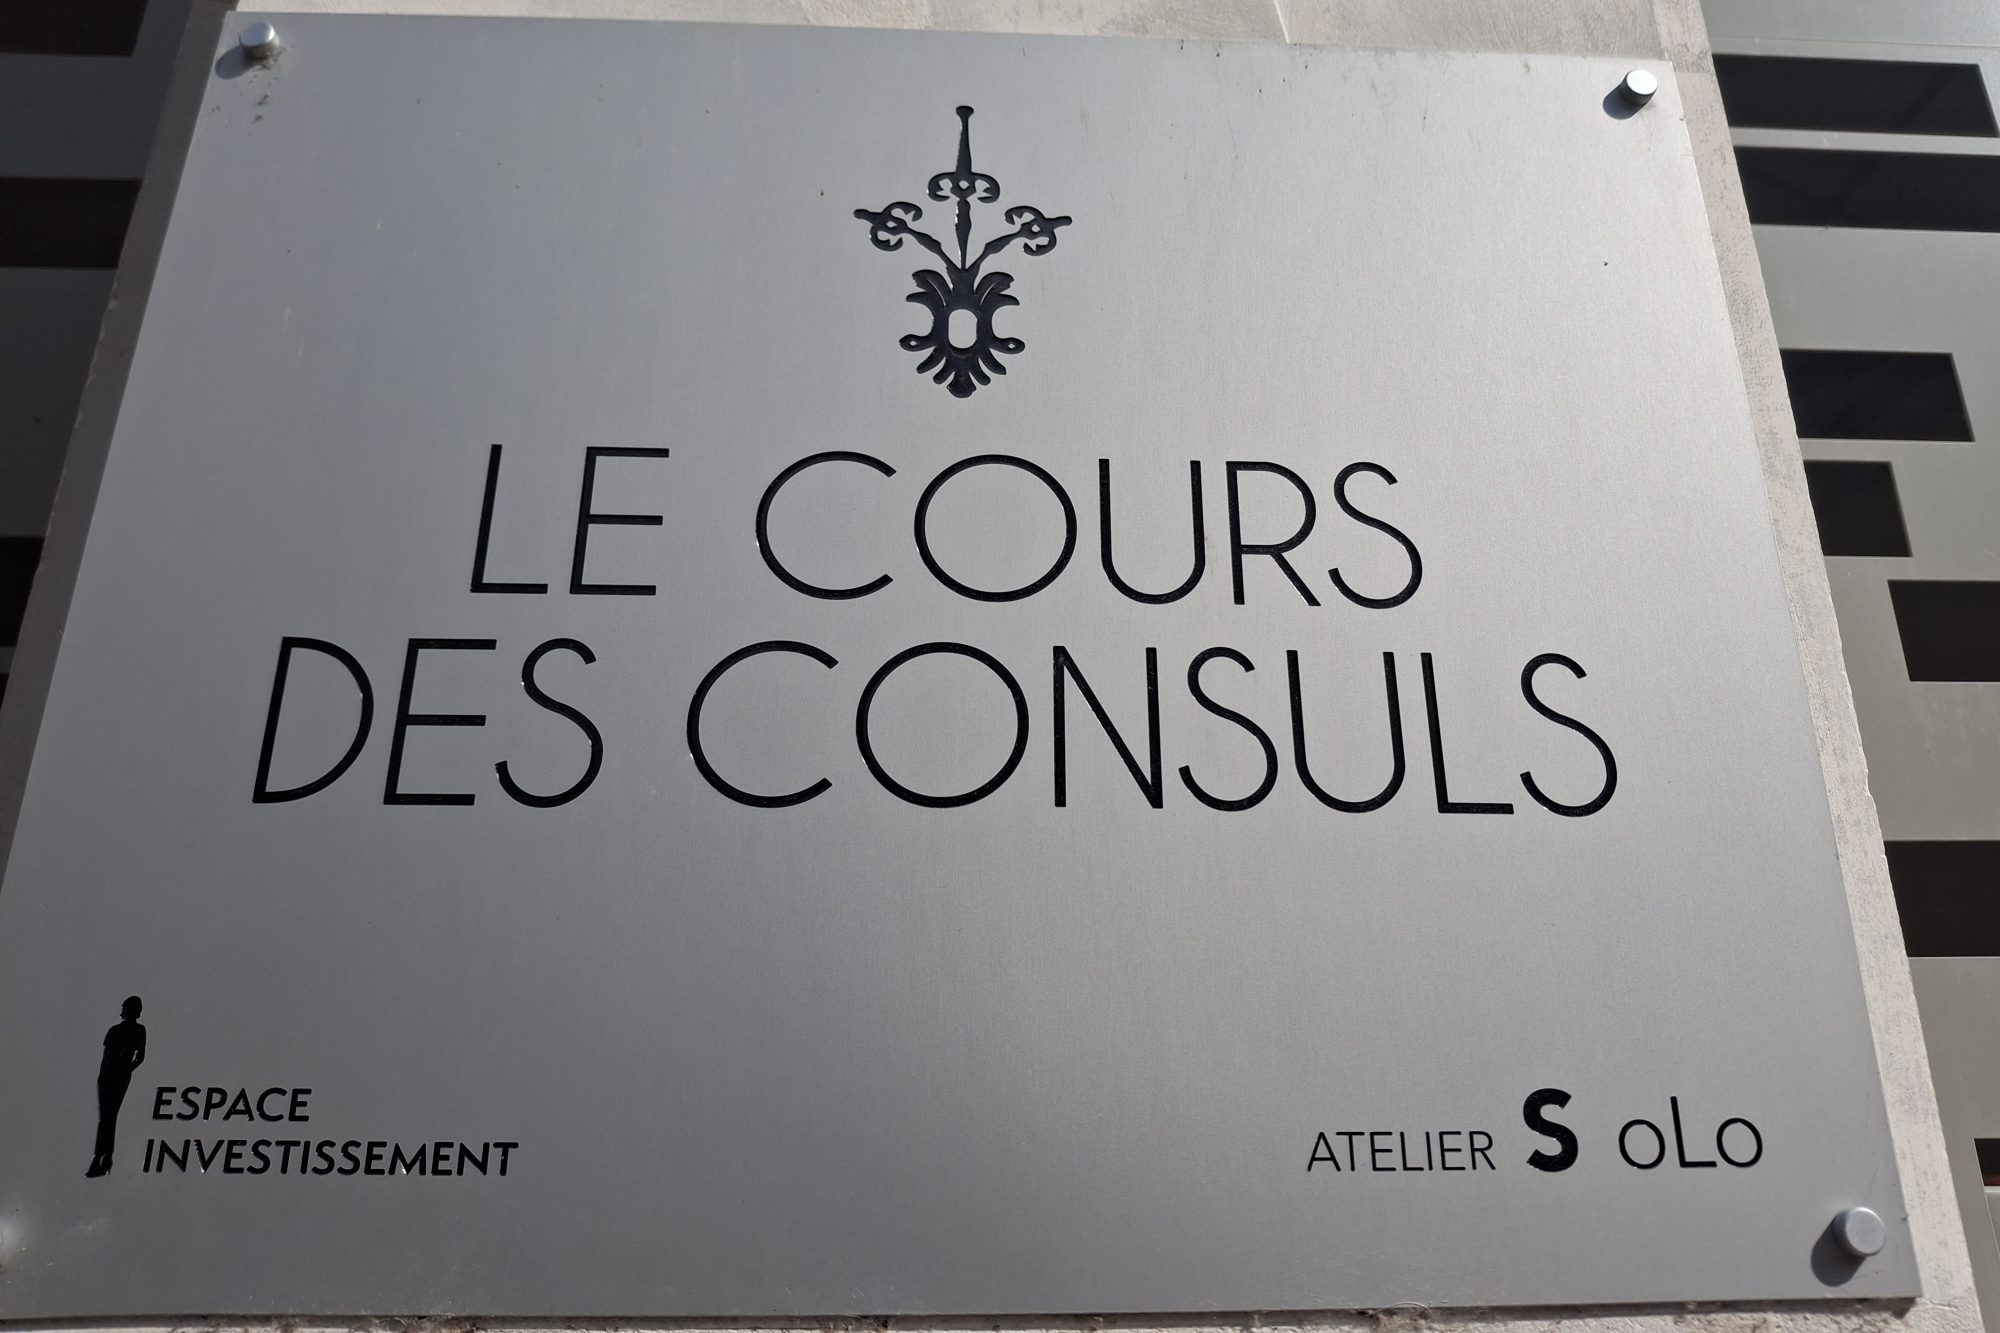 LE COURS
DES CONSULS
ESPACE
INVESTISSEMENT
ATELIER S oLo